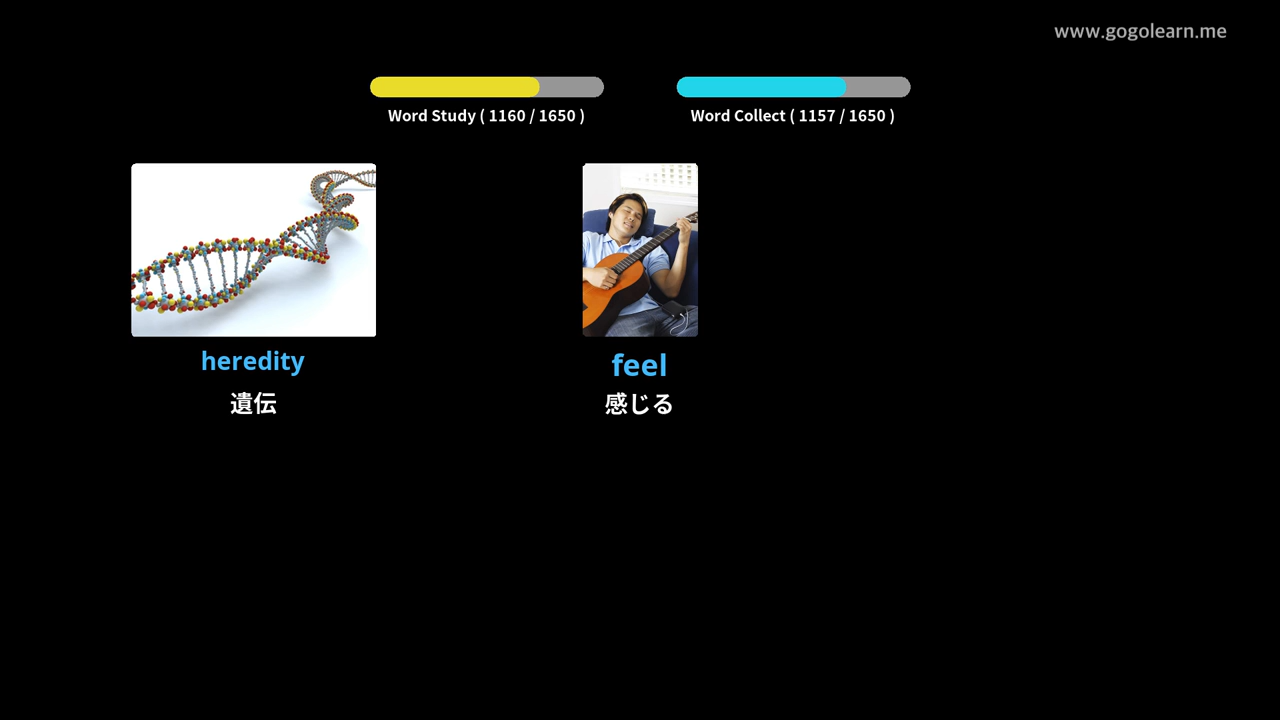 www.gogolearn.me
Word Study ( 1160 / 1650 )
Word Collect ( 1157 / 1650 )
heredity
遺伝
feel
感じる